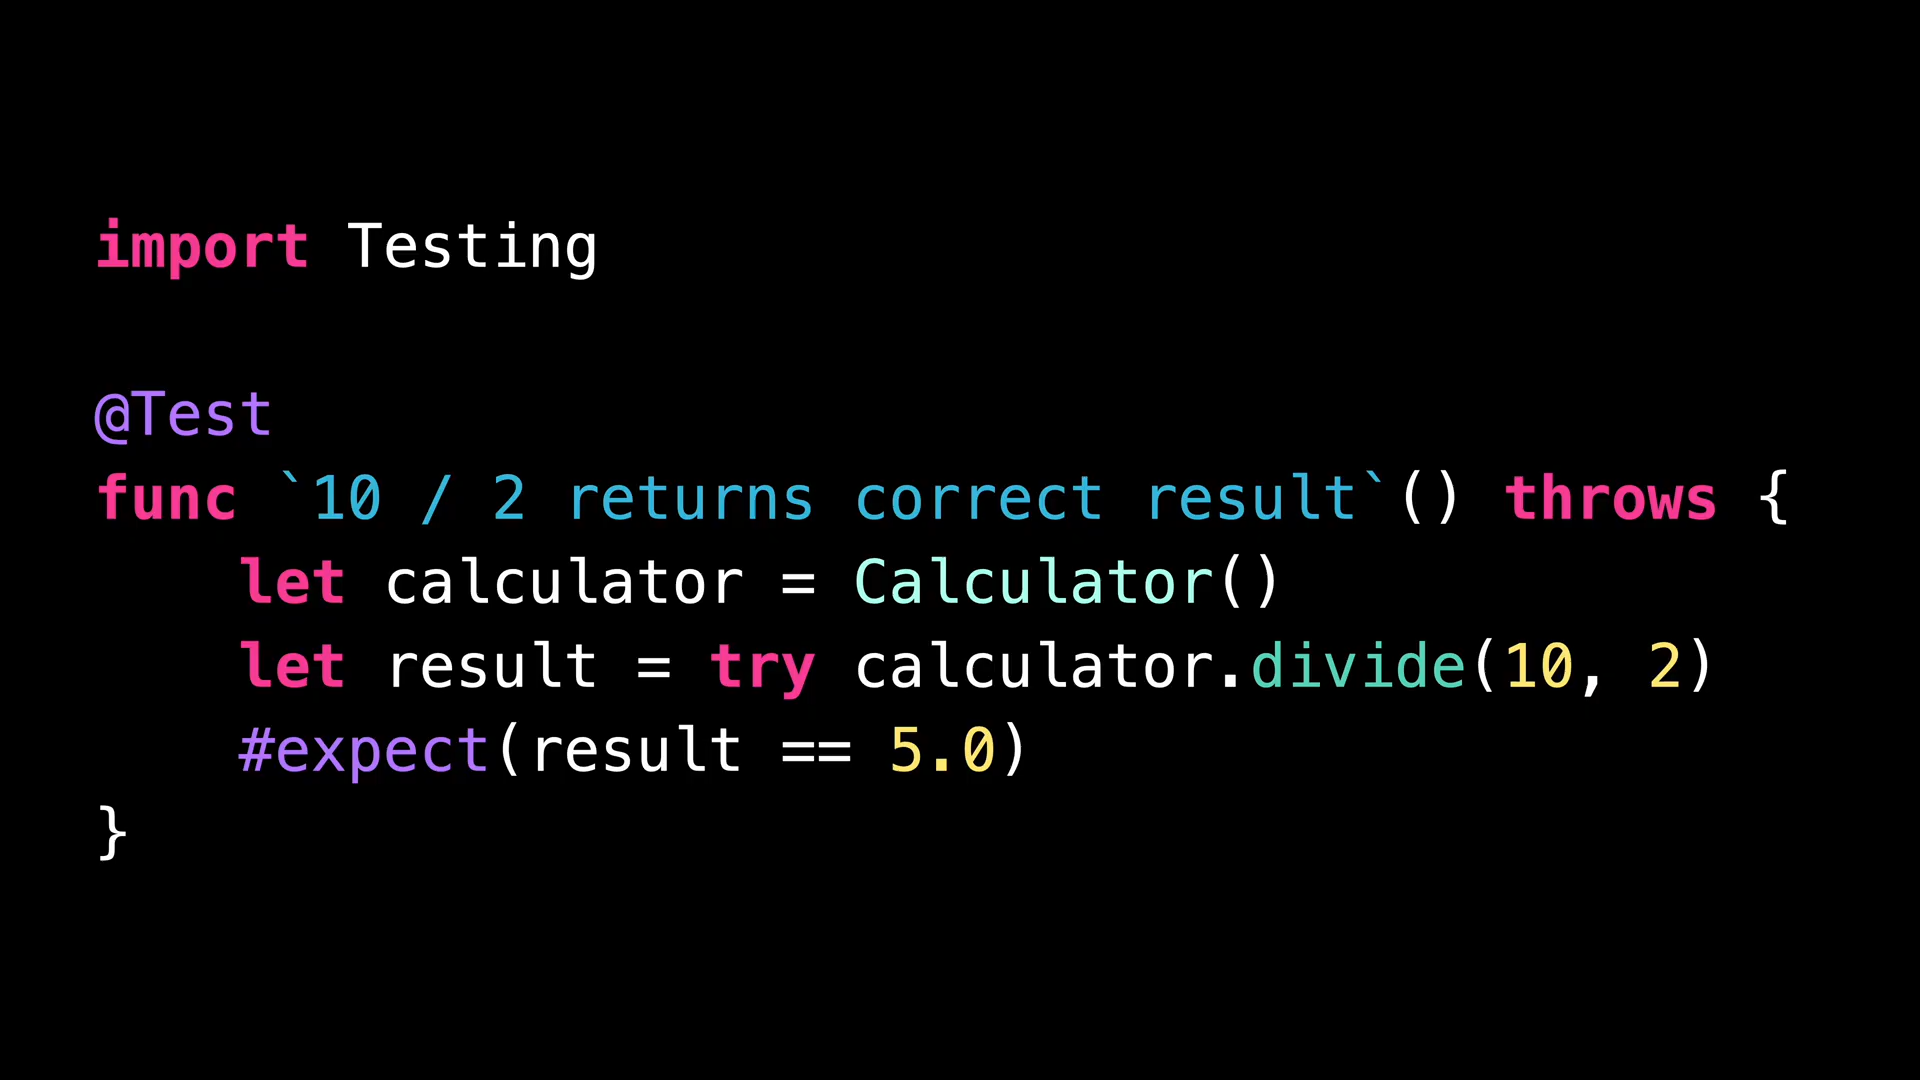 import Testing

@Test
func `10 / 2 returns correct result`() throws {
    let calculator = Calculator()
    let result = try calculator.divide(10, 2)
    #expect(result == 5.0)
}